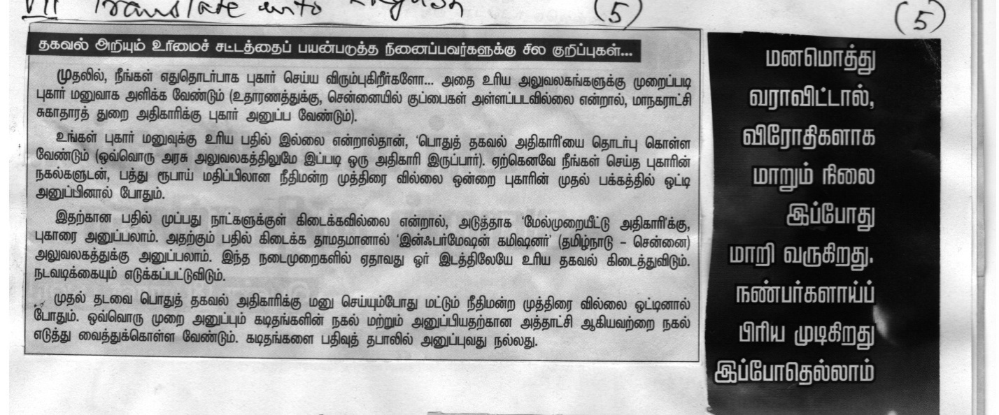 VII Translate into English (5) (5)
தகவல் அறியும் உரிமைச் சட்டத்தைப் பயன்படுத்த நினைப்பவர்களுக்கு சில குறிப்புகள்...
முதலில், நீங்கள் எதுதொடர்பாக புகார் செய்ய விரும்புகிறீர்களோ... அதை உரிய அலுவலகங்களுக்கு முறைப்படி
புகார் மனுவாக அளிக்க வேண்டும் (உதாரணத்துக்கு, சென்னையில் குப்பைகள் அள்ளப்படவில்லை என்றால், மாநகராட்சி
சுகாதாரத் துறை அதிகாரிக்கு புகார் அனுப்ப வேண்டும்).
உங்கள் புகார் மனுவுக்கு உரிய பதில் இல்லை என்றால்தான், ‘பொதுத் தகவல் அதிகாரி’யை தொடர்பு கொள்ள
வேண்டும் (ஒவ்வொரு அரசு அலுவலகத்திலுமே இப்படி ஒரு அதிகாரி இருப்பார்). ஏற்கெனவே நீங்கள் செய்த புகாரின்
நகல்களுடன், பத்து ரூபாய் மதிப்பிலான நீதிமன்ற முத்திரை வில்லை ஒன்றை புகாரின் முதல் பக்கத்தில் ஒட்டி
அனுப்பினால் போதும்.
இதற்கான பதில் முப்பது நாட்களுக்குள் கிடைக்கவில்லை என்றால், அடுத்தாக ‘மேல்முறையீட்டு அதிகாரி’க்கு,
புகாரை அனுப்பலாம். அதற்கும் பதில் கிடைக்க தாமதமானால் ‘இன்ஃபர்மேஷன் கமிஷனர்’ (தமிழ்நாடு – சென்னை)
அலுவலகத்துக்கு அனுப்பலாம். இந்த நடைமுறைகளில் ஏதாவது ஓர் இடத்திலேயே உரிய தகவல் கிடைத்துவிடும்.
நடவடிக்கையும் எடுக்கப்பட்டுவிடும்.
முதல் தடவை பொதுத் தகவல் அதிகாரிக்கு மனு செய்யும்போது மட்டும் நீதிமன்ற முத்திரை வில்லை ஒட்டினால்
போதும். ஒவ்வொரு முறை அனுப்பும் கடிதங்களின் நகல் மற்றும் அனுப்பியதற்கான அத்தாட்சி ஆகியவற்றை நகல்
எடுத்து வைத்துக்கொள்ள வேண்டும். கடிதங்களை பதிவுத் தபாலில் அனுப்புவது நல்லது.
மனமொத்து
வராவிட்டால்,
விரோதிகளாக
மாறும் நிலை
இப்போது
மாறி வருகிறது.
நண்பர்களாய்ப்
பிரிய முடிகிறது
இப்போதெல்லாம்